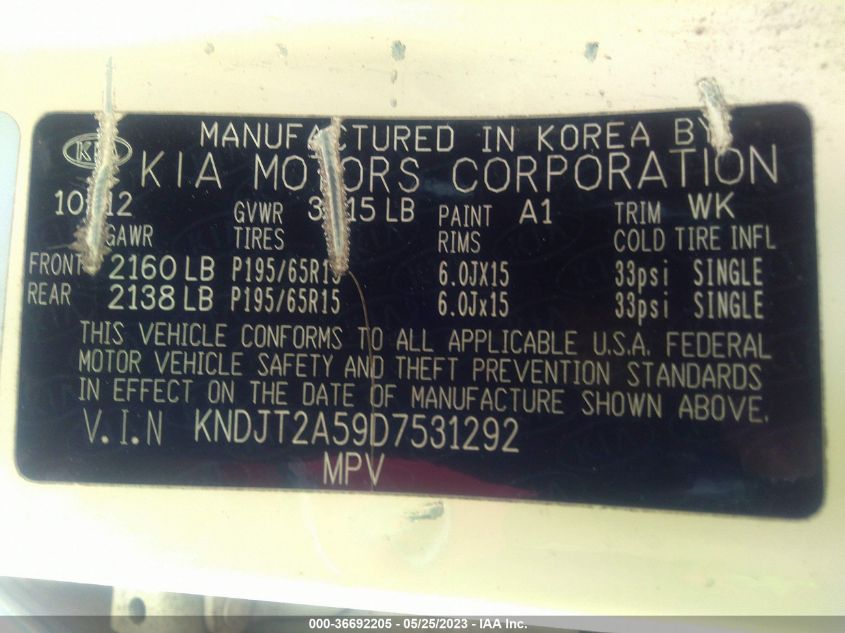 MANUFACTURED IN KOREA BY
KIA KIA MOTORS CORPORATION
GVWR LB PAINT A1 TRIM WK
GAWR TIRES RIMS COLD TIRE INFL
FRONT 2160 LB P195/65R15 6.0JX15 33psi SINGLE
REAR 2138 LB P195/65R15 6.0Jx15 33psi SINGLE
THIS VEHICLE CONFORMS TO ALL APPLICABLE U.S.A. FEDERAL
MOTOR VEHICLE SAFETY AND THEFT PREVENTION STANDARDS
IN EFFECT ON THE DATE OF MANUFACTURE SHOWN ABOVE.
V.I.N KNDJT2A59D7531292
MPV
000-36692205 - 05/25/2023 - IAA Inc.